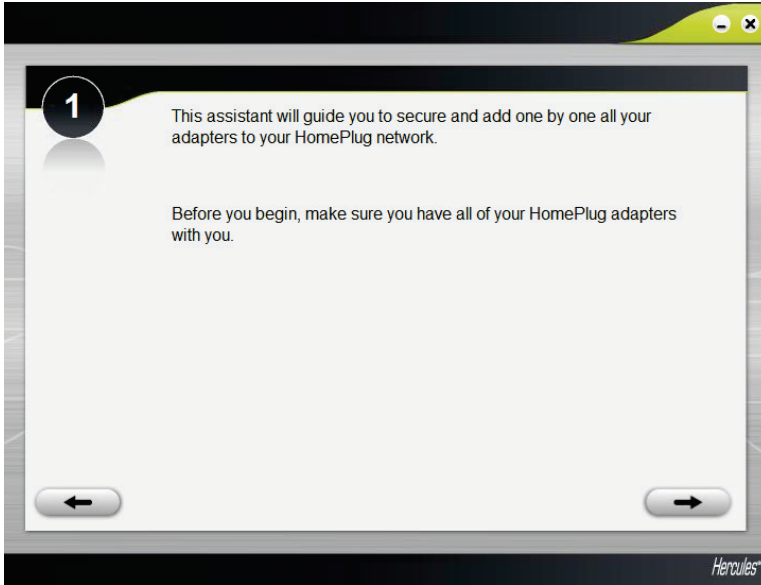 1
This assistant will guide you to secure and add one by one all your
adapters to your HomePlug network.
Before you begin, make sure you have all of your HomePlug adapters
with you.
Hercules®